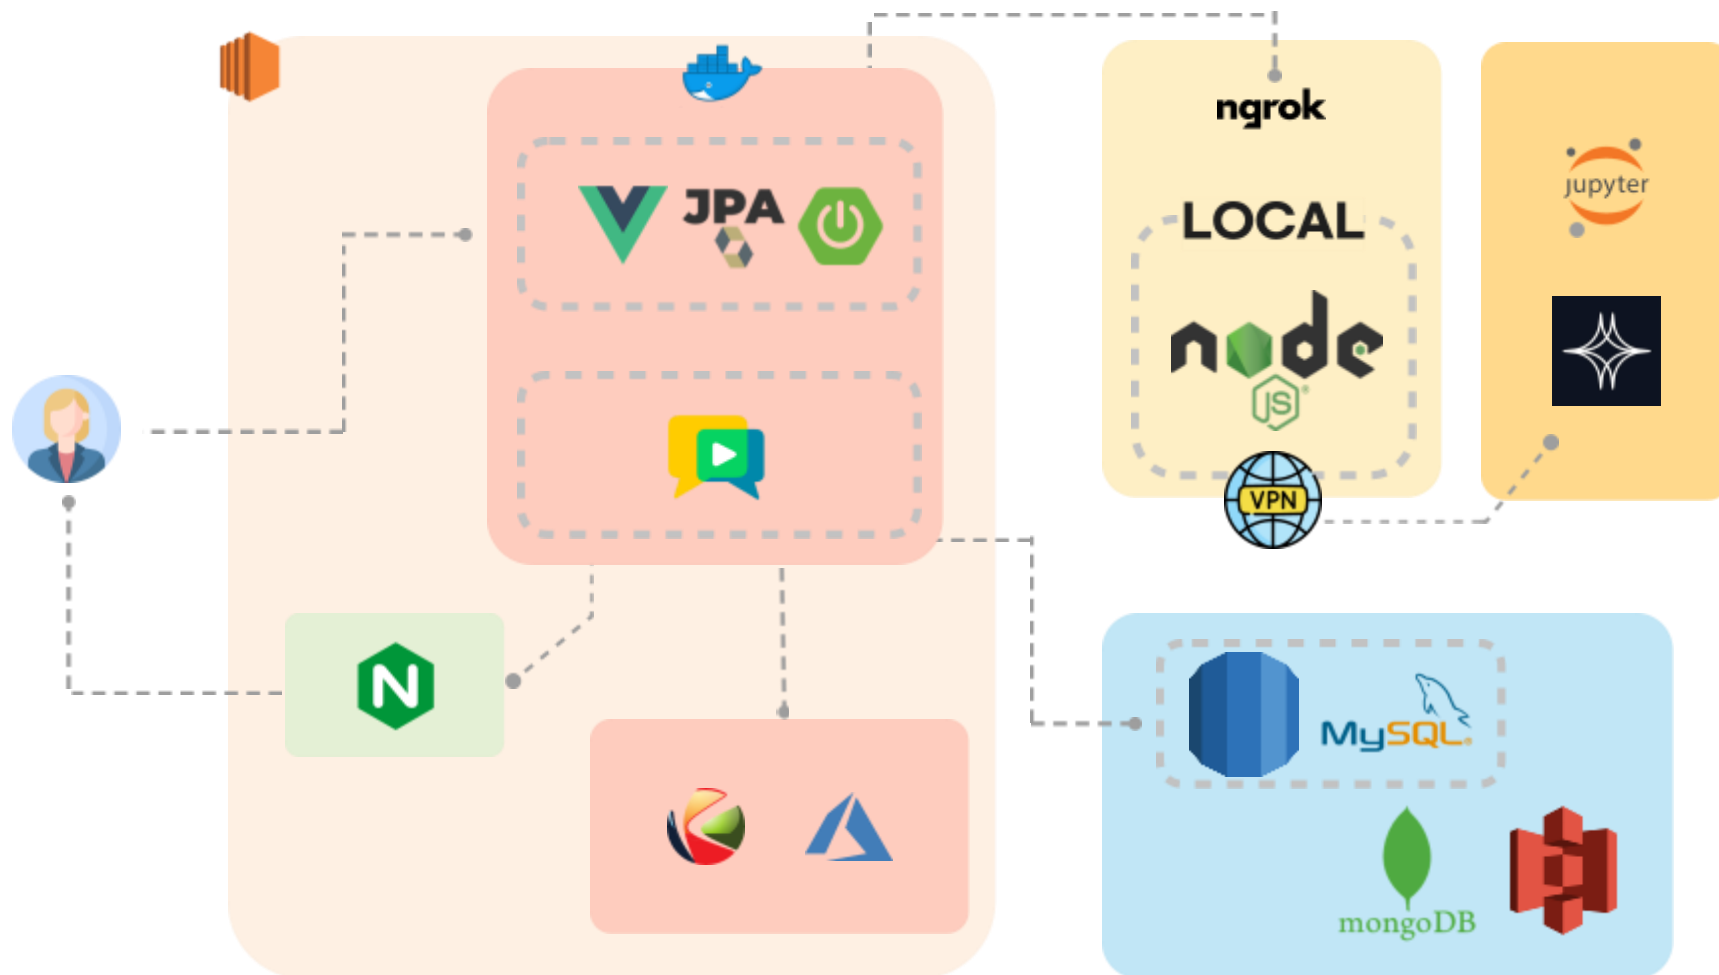 JPA
ngrok
LOCAL
node
JS
VPN
jupyter
N
MySQL
mongoDB